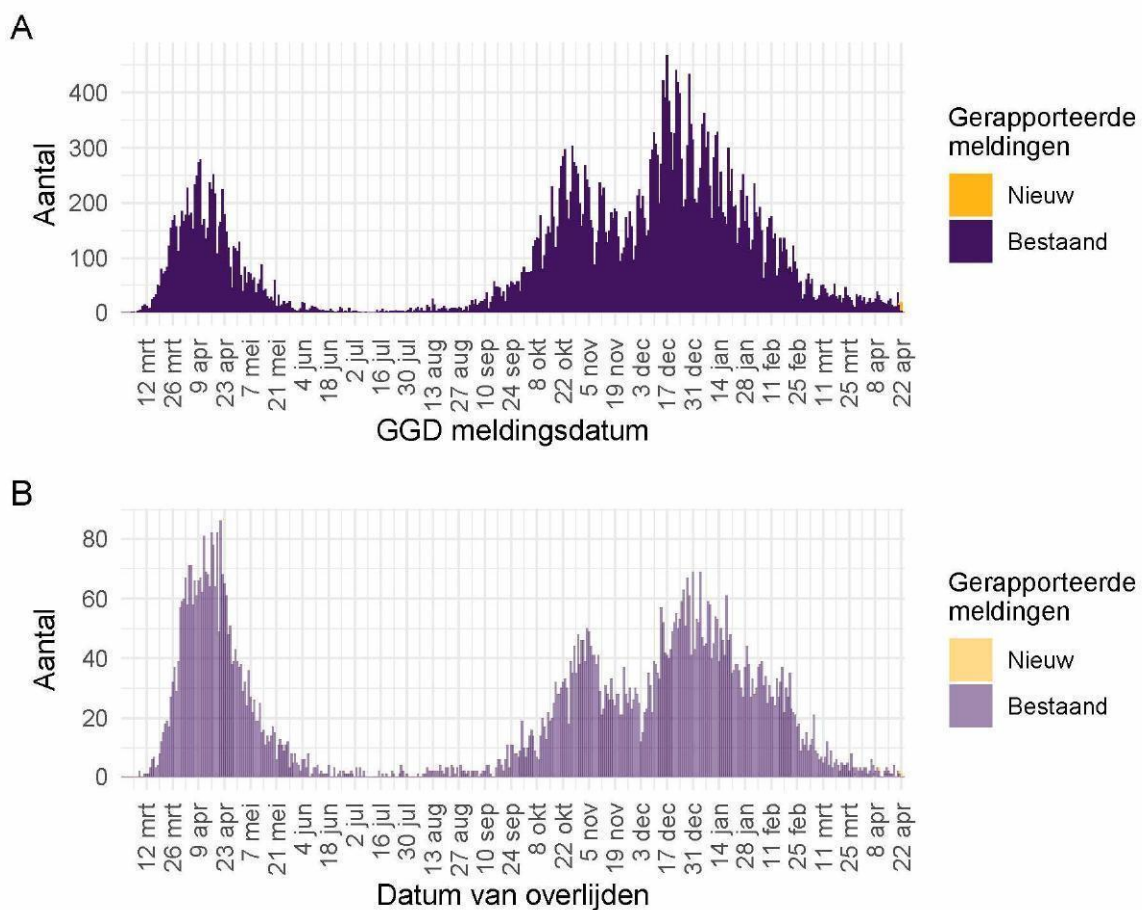 A
400
300
200
100
0
Aantal
12 mrt
26 mrt
9 apr
23 apr
7 mei
21 mei
4 jun
18 jun
2 jul
16 jul
30 jul
13 aug
27 aug
10 sep
24 sep
8 okt
22 okt
5 nov
19 nov
3 dec
17 dec
31 dec
14 jan
28 jan
11 feb
25 feb
11 mrt
25 mrt
8 apr
22 apr
GGD meldingsdatum
Gerapporteerde
meldingen
Nieuw
Bestaand
B
80
60
40
20
0
Aantal
12 mrt
26 mrt
9 apr
23 apr
7 mei
21 mei
4 jun
18 jun
2 jul
16 jul
30 jul
13 aug
27 aug
10 sep
24 sep
8 okt
22 okt
5 nov
19 nov
3 dec
17 dec
31 dec
14 jan
28 jan
11 feb
25 feb
11 mrt
25 mrt
8 apr
22 apr
Datum van overlijden
Gerapporteerde
meldingen
Nieuw
Bestaand